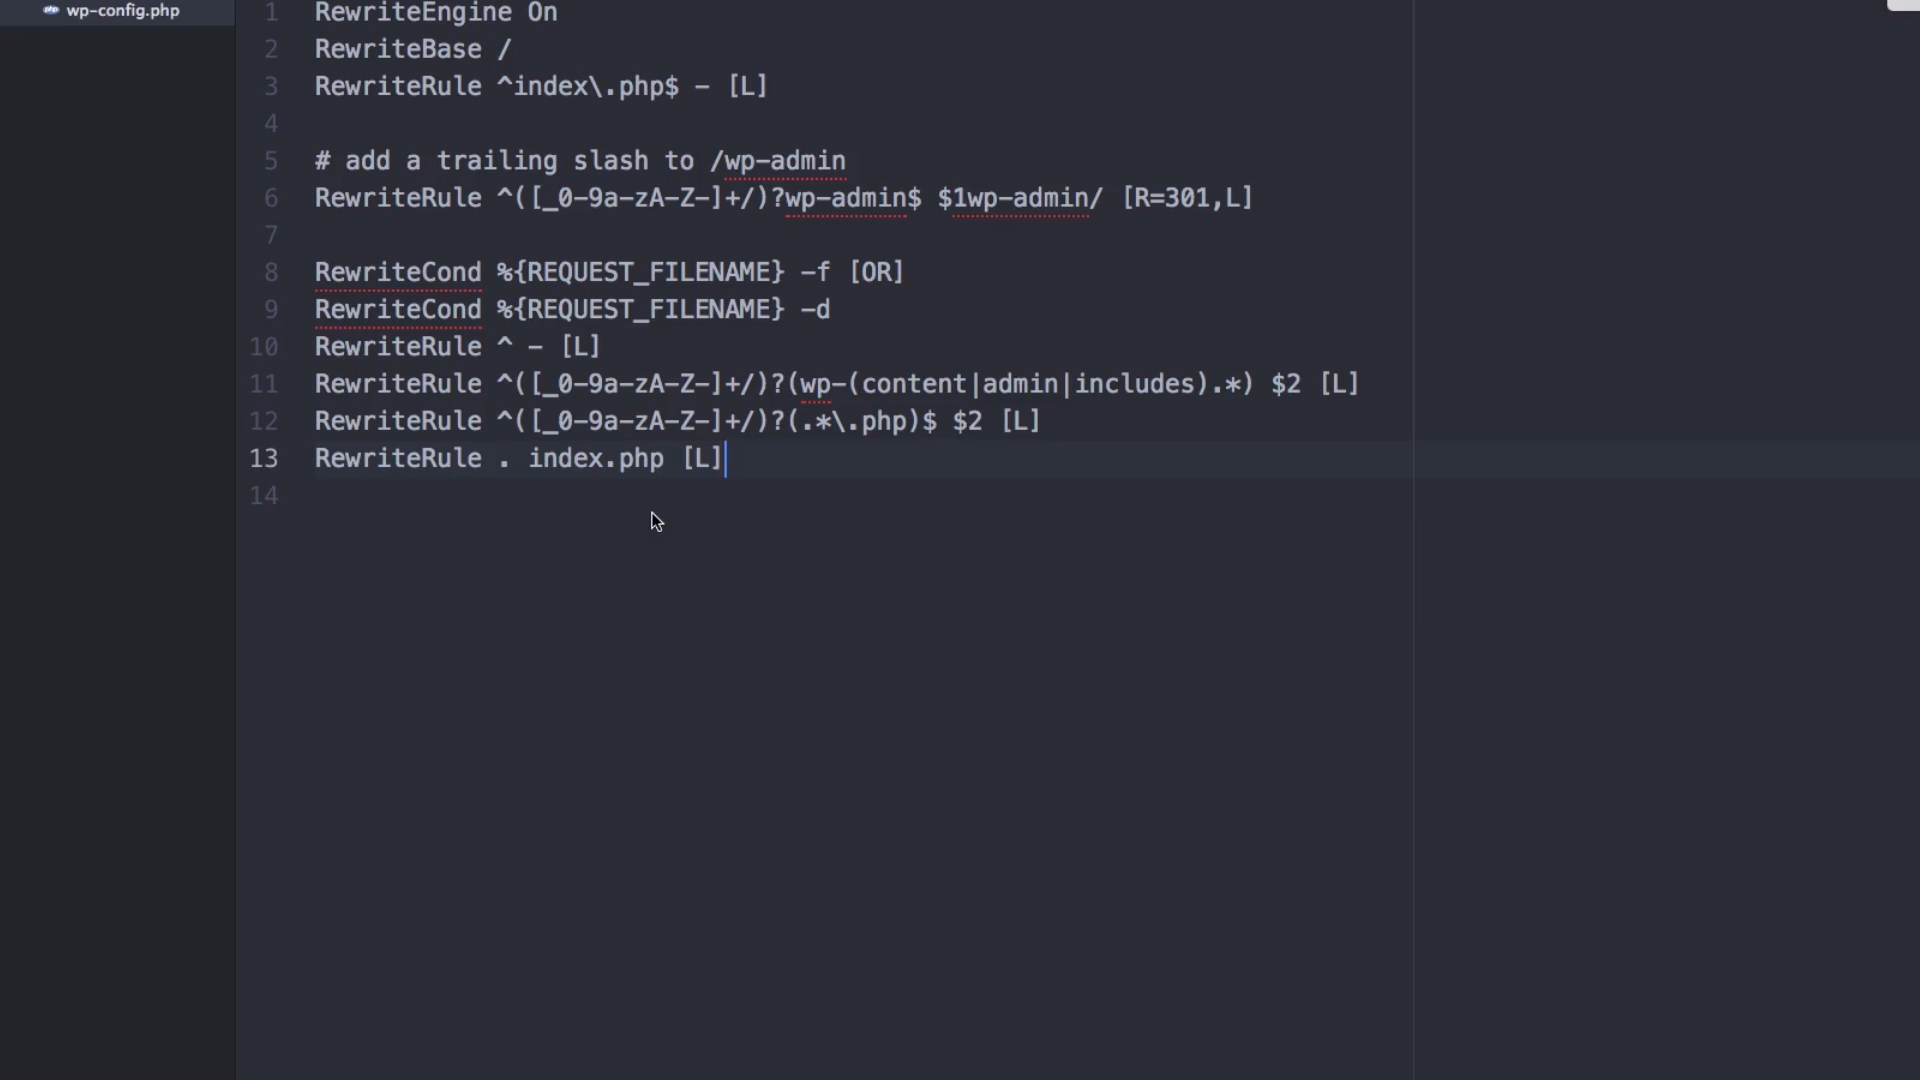 wp-config.php
1 RewriteEngine On
2 RewriteBase /
3 RewriteRule ^index\.php$ - [L]
4
5 # add a trailing slash to /wp-admin
6 RewriteRule ^([_0-9a-zA-Z-]+/)?wp-admin$ $1wp-admin/ [R=301,L]
7
8 RewriteCond %{REQUEST_FILENAME} -f [OR]
9 RewriteCond %{REQUEST_FILENAME} -d
10 RewriteRule ^ - [L]
11 RewriteRule ^([_0-9a-zA-Z-]+/)?(wp-(content|admin|includes).*) $2 [L]
12 RewriteRule ^([_0-9a-zA-Z-]+/)?(.*\.php)$ $2 [L]
13 RewriteRule . index.php [L]
14